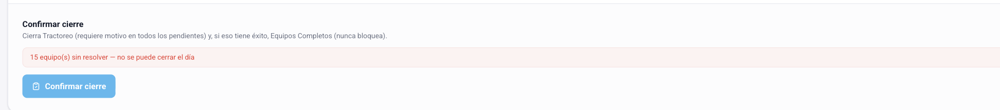 Confirmar cierre
Cierra Tractoreo (requiere motivo en todos los pendientes) y, si eso tiene éxito, Equipos Completos (nunca bloquea).
15 equipo(s) sin resolver — no se puede cerrar el día
Confirmar cierre